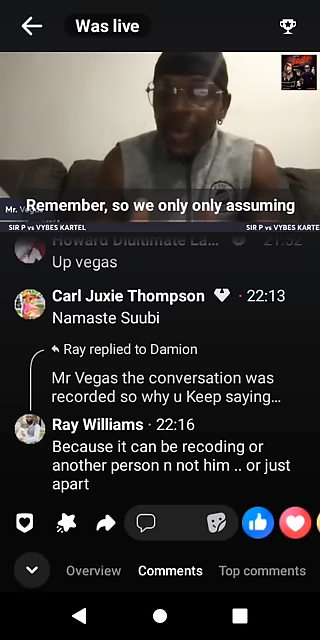 Was live
Remember, so we only only assuming
Mr.
SIR P vs VYBES KARTEL
SIR P vs VYBES KARTE
21:52
Up vegas
Carl Juxie Thompson · 22:13
Namaste Suubi
Ray replied to Damion
Mr Vegas the conversation was
recorded so why u Keep saying...
Ray Williams · 22:16
Because it can be recoding or
another person n not him .. or just
apart
Overview Comments Top comments